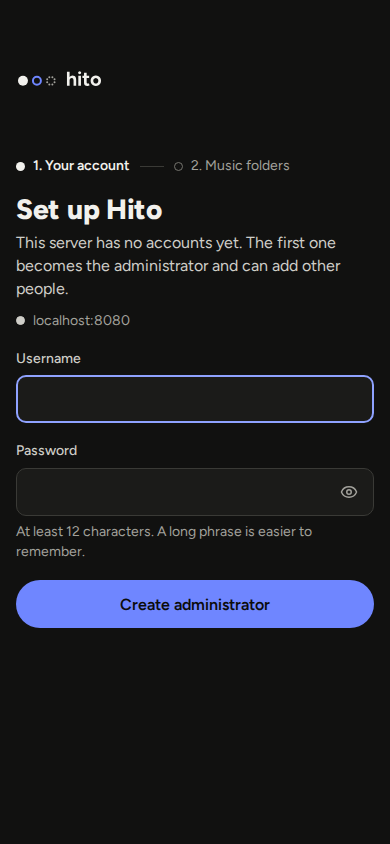 hito
1. Your account
2. Music folders
Set up Hito
This server has no accounts yet. The first one
becomes the administrator and can add other
people.
localhost:8080
Username
Password
At least 12 characters. A long phrase is easier to
remember.
Create administrator